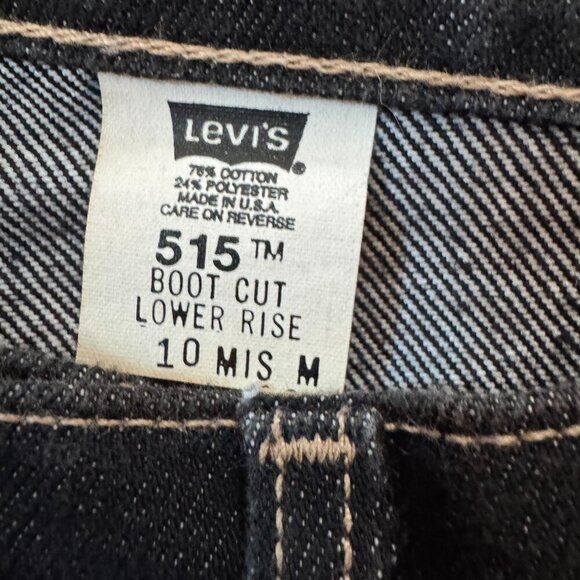 Levi's
76% COTTON
24% POLYESTER
MADE IN U.S.A.
CARE ON REVERSE
515™
BOOT CUT
LOWER RISE
10 MIS M